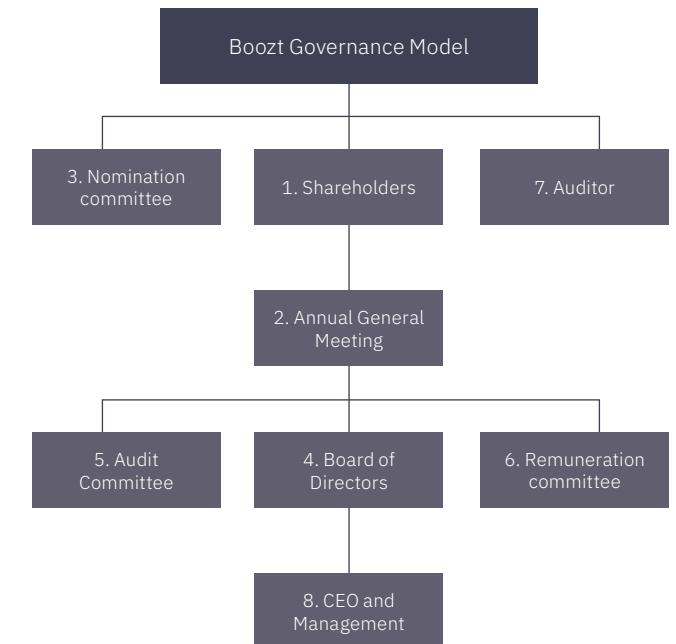 Boozt Governance Model
3. Nomination
committee
1. Shareholders
7. Auditor
2. Annual General
Meeting
5. Audit
Committee
4. Board of
Directors
6. Remuneration
committee
8. CEO and
Management